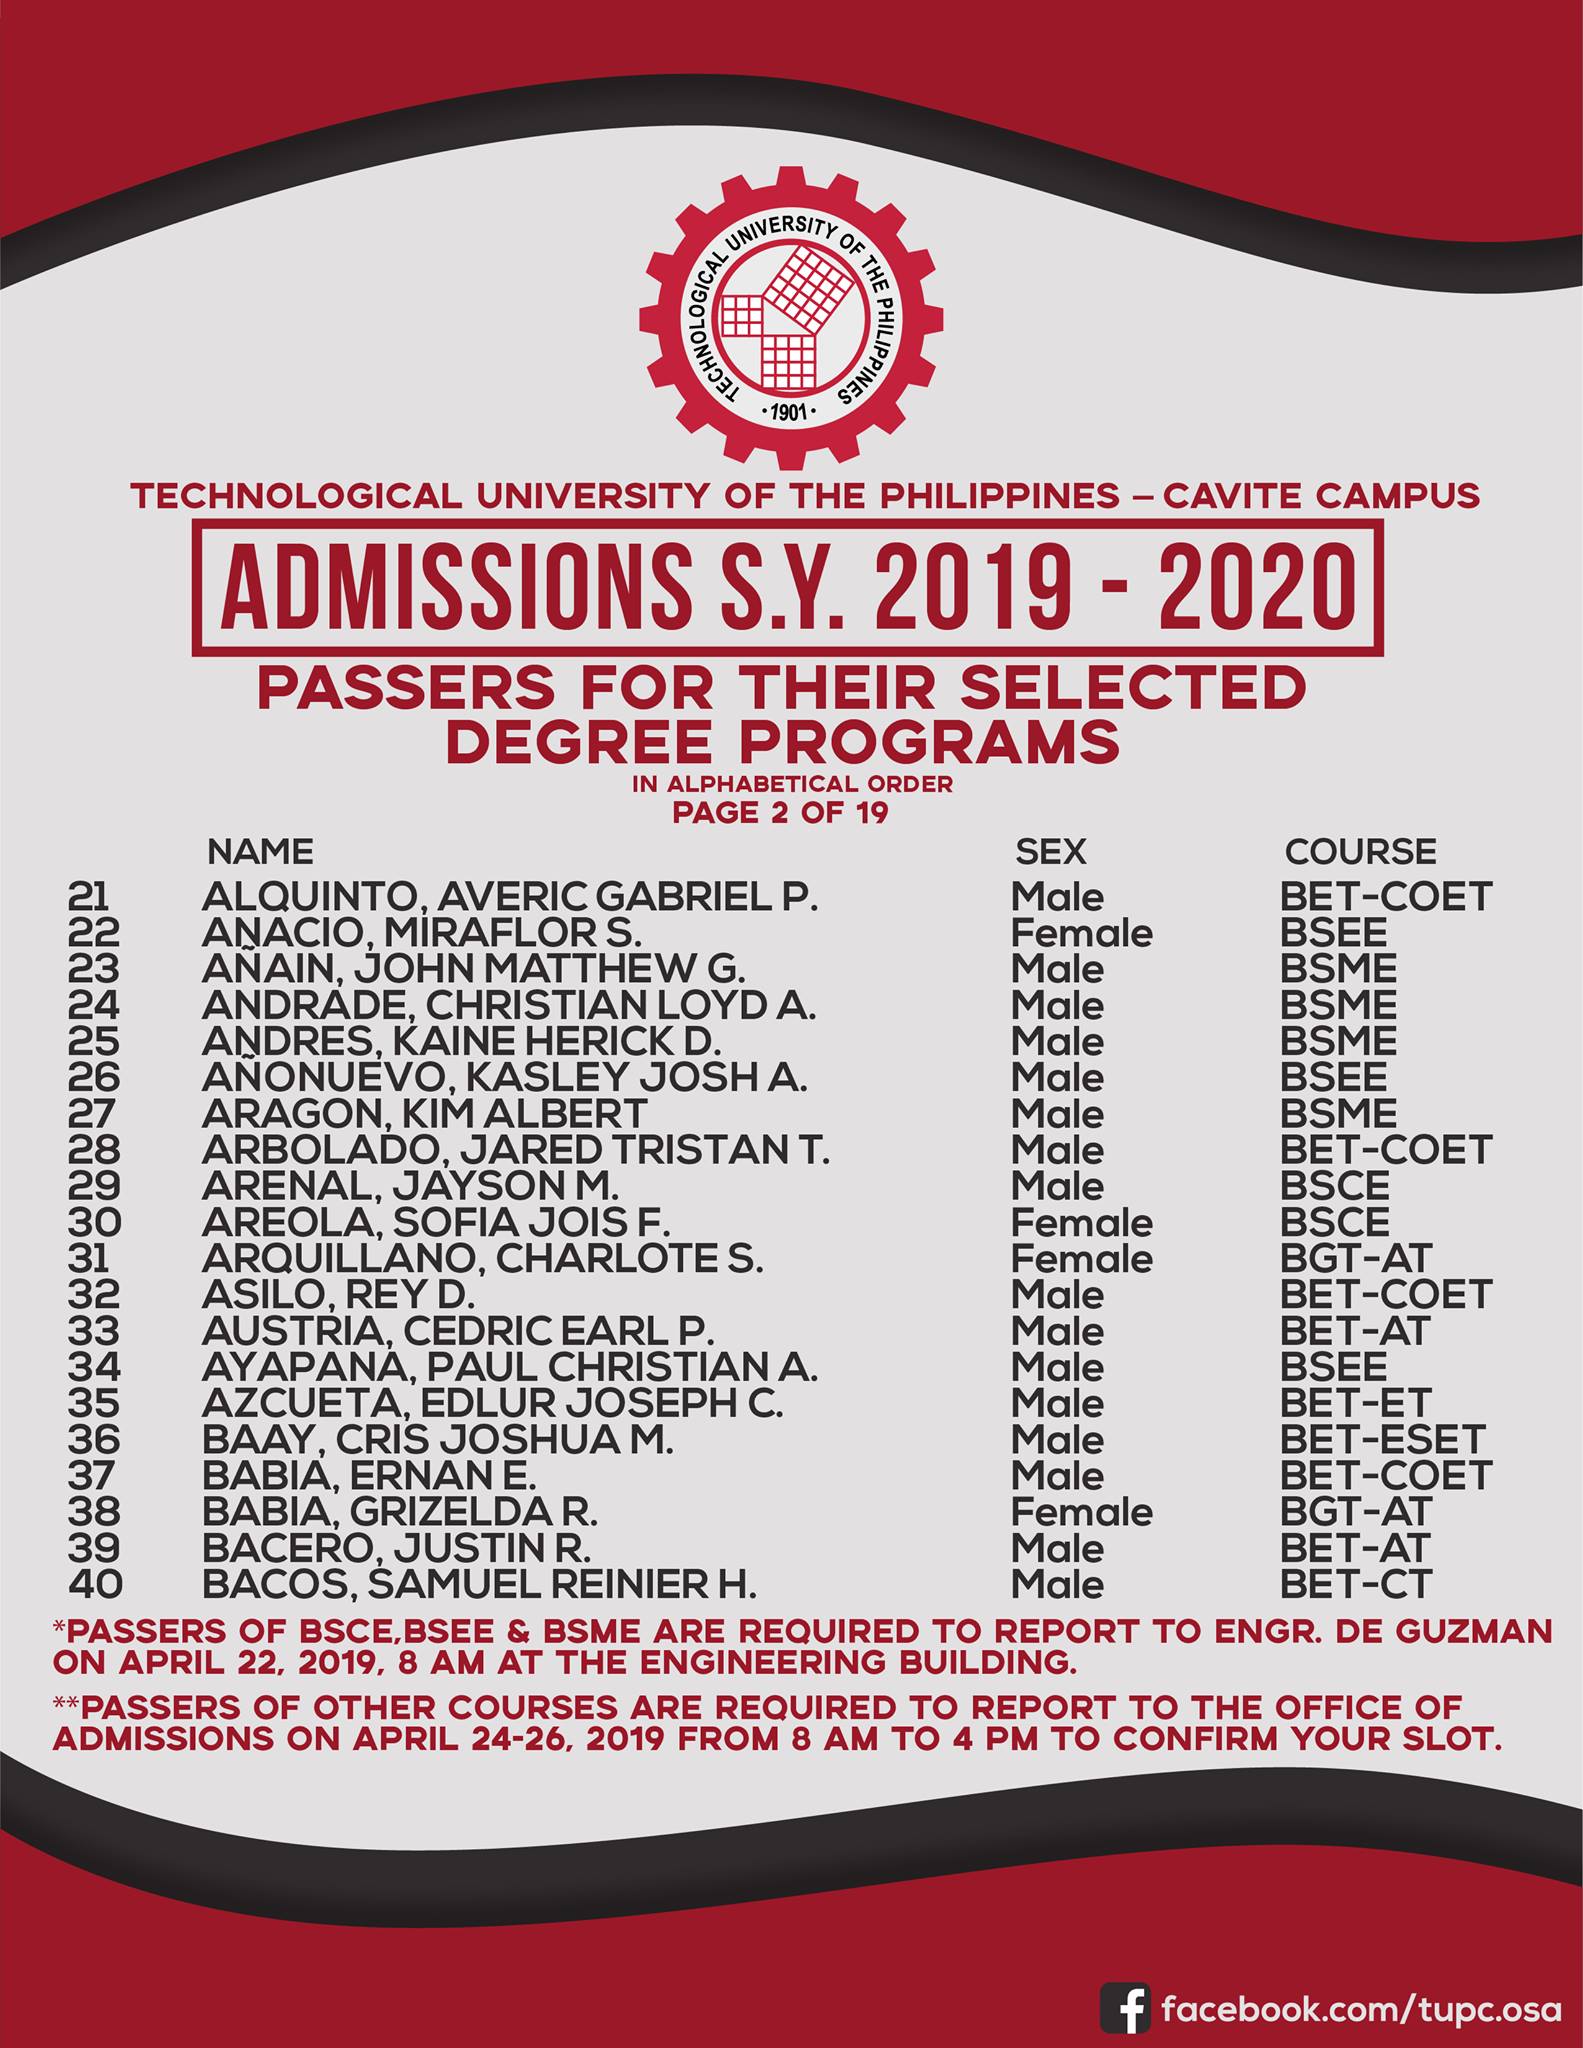 TECHNOLOGICAL UNIVERSITY OF THE PHILIPPINES
· 1901 ·
TECHNOLOGICAL UNIVERSITY OF THE PHILIPPINES – CAVITE CAMPUS
ADMISSIONS S.Y. 2019 - 2020
PASSERS FOR THEIR SELECTED
DEGREE PROGRAMS
IN ALPHABETICAL ORDER
PAGE 2 OF 19
NAME SEX COURSE
21 ALQUINTO, AVERIC GABRIEL P. Male BET-COET
22 ANACIO, MIRAFLOR S. Female BSEE
23 AÑAIN, JOHN MATTHEW G. Male BSME
24 ANDRADE, CHRISTIAN LOYD A. Male BSME
25 ANDRES, KAINE HERICK D. Male BSME
26 AÑONUEVO, KASLEY JOSH A. Male BSEE
27 ARAGON, KIM ALBERT Male BSME
28 ARBOLADO, JARED TRISTAN T. Male BET-COET
29 ARENAL, JAYSON M. Male BSCE
30 AREOLA, SOFIA JOIS F. Female BSCE
31 ARQUILLANO, CHARLOTE S. Female BGT-AT
32 ASILO, REY D. Male BET-COET
33 AUSTRIA, CEDRIC EARL P. Male BET-AT
34 AYAPANA, PAUL CHRISTIAN A. Male BSEE
35 AZCUETA, EDLUR JOSEPH C. Male BET-ET
36 BAAY, CRIS JOSHUA M. Male BET-ESET
37 BABIA, ERNAN E. Male BET-COET
38 BABIA, GRIZELDA R. Female BGT-AT
39 BACERO, JUSTIN R. Male BET-AT
40 BACOS, SAMUEL REINIER H. Male BET-CT
*PASSERS OF BSCE,BSEE & BSME ARE REQUIRED TO REPORT TO ENGR. DE GUZMAN
ON APRIL 22, 2019, 8 AM AT THE ENGINEERING BUILDING.
**PASSERS OF OTHER COURSES ARE REQUIRED TO REPORT TO THE OFFICE OF
ADMISSIONS ON APRIL 24-26, 2019 FROM 8 AM TO 4 PM TO CONFIRM YOUR SLOT.
facebook.com/tupc.osa